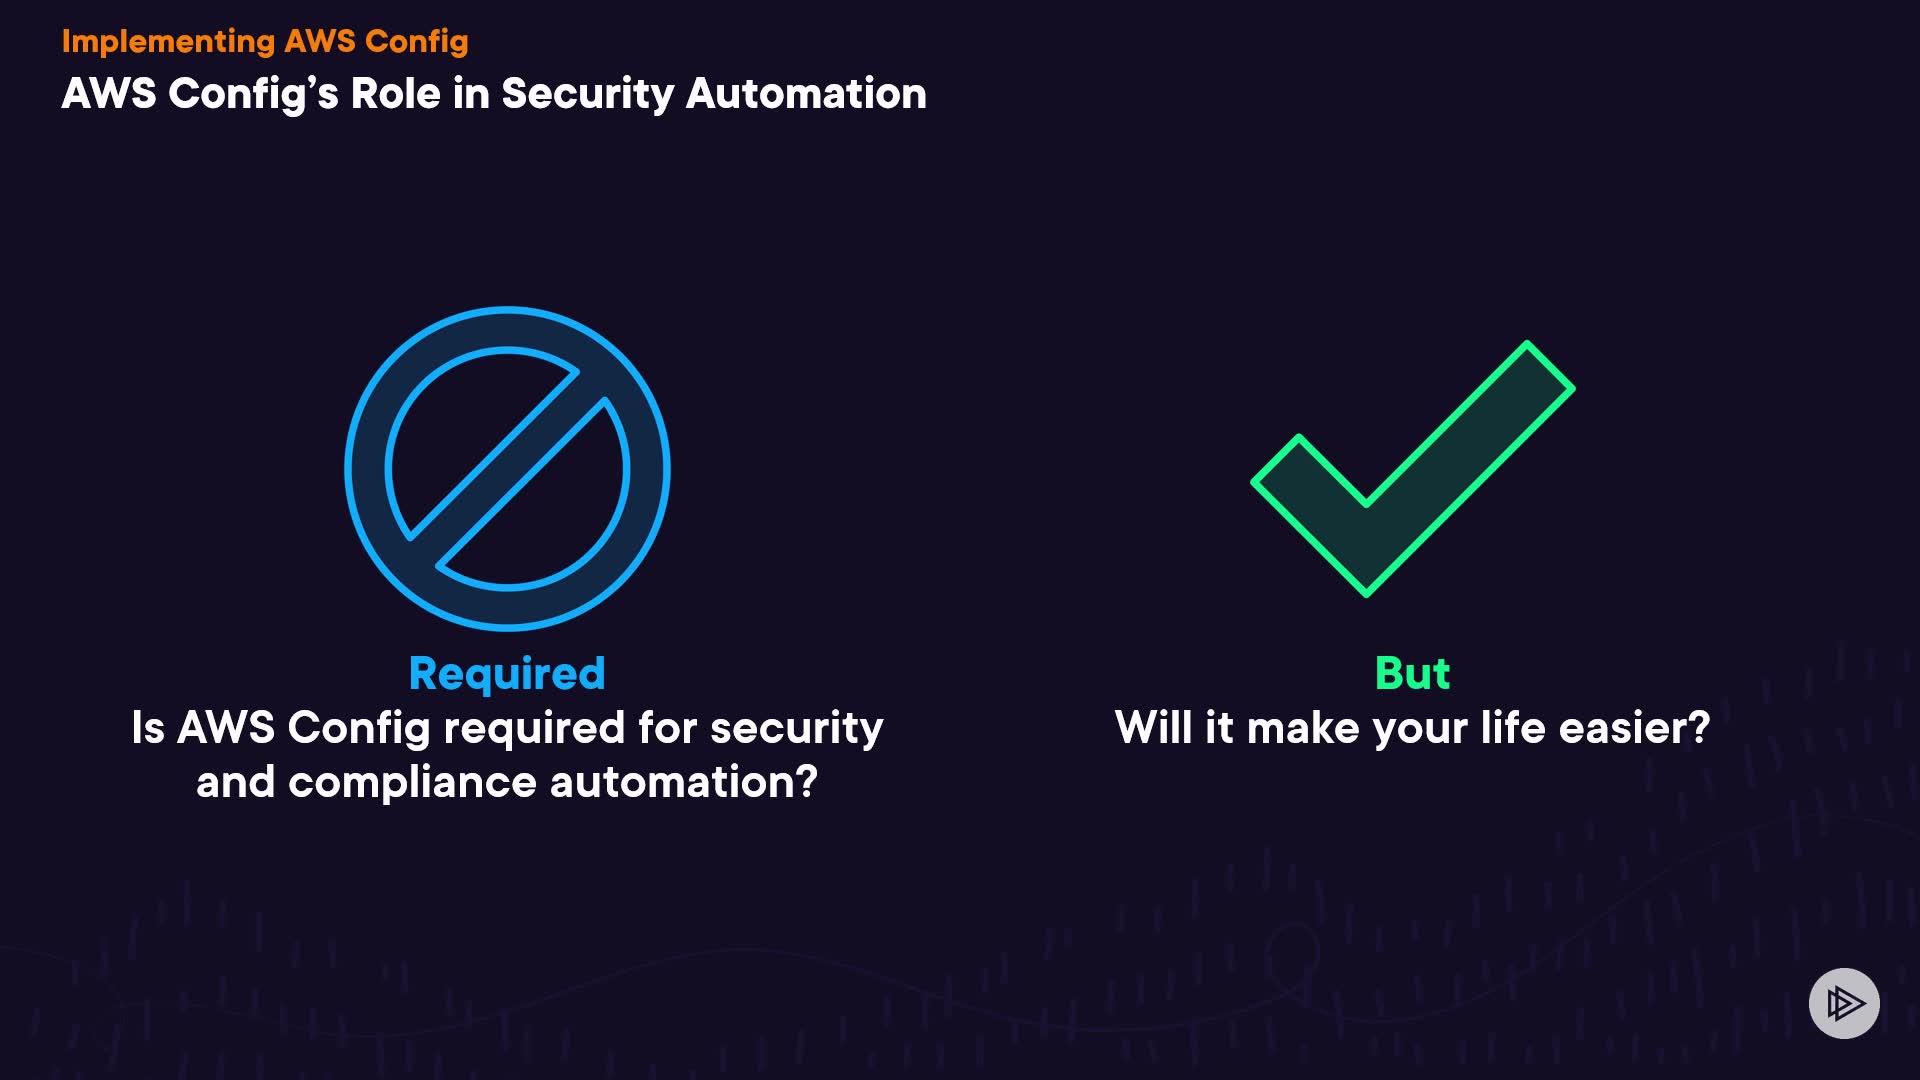 Implementing AWS Config
AWS Config’s Role in Security Automation
Required
Is AWS Config required for security
and compliance automation?
But
Will it make your life easier?